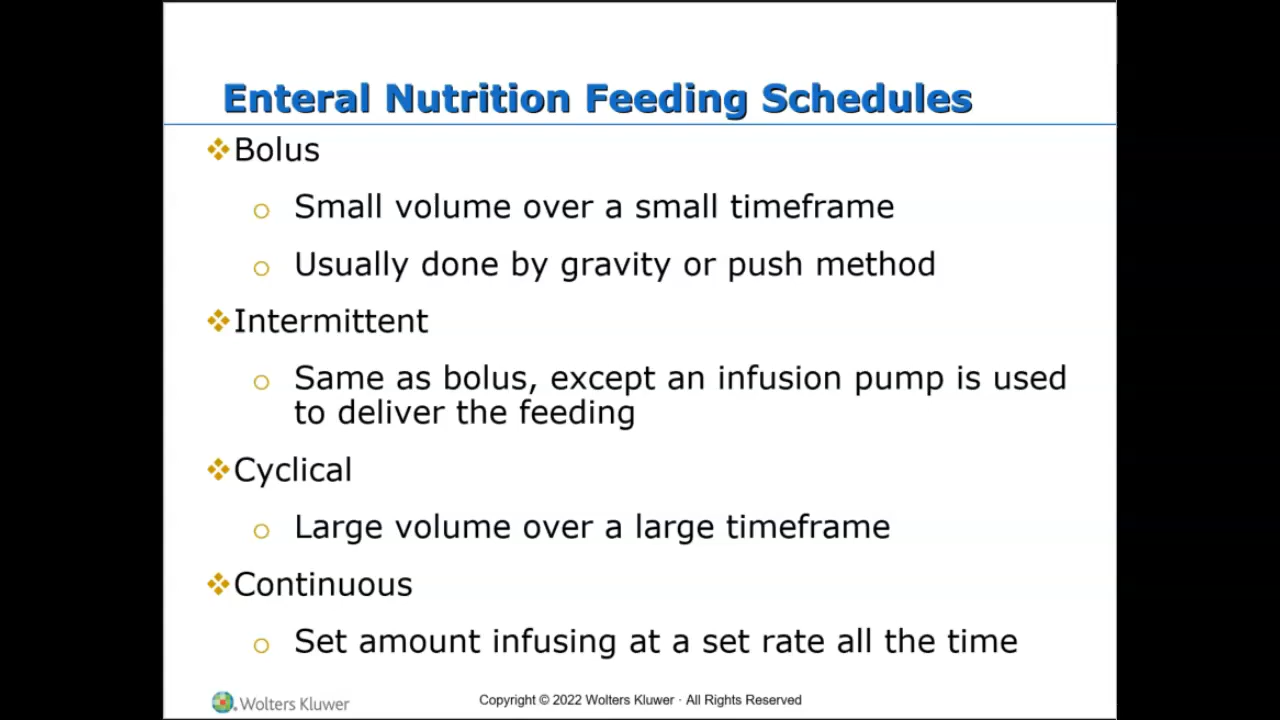 Enteral Nutrition Feeding Schedules
Bolus
Small volume over a small timeframe
Usually done by gravity or push method
Intermittent
Same as bolus, except an infusion pump is used
to deliver the feeding
Cyclical
Large volume over a large timeframe
Continuous
Set amount infusing at a set rate all the time
Wolters Kluwer
Copyright © 2022 Wolters Kluwer · All Rights Reserved